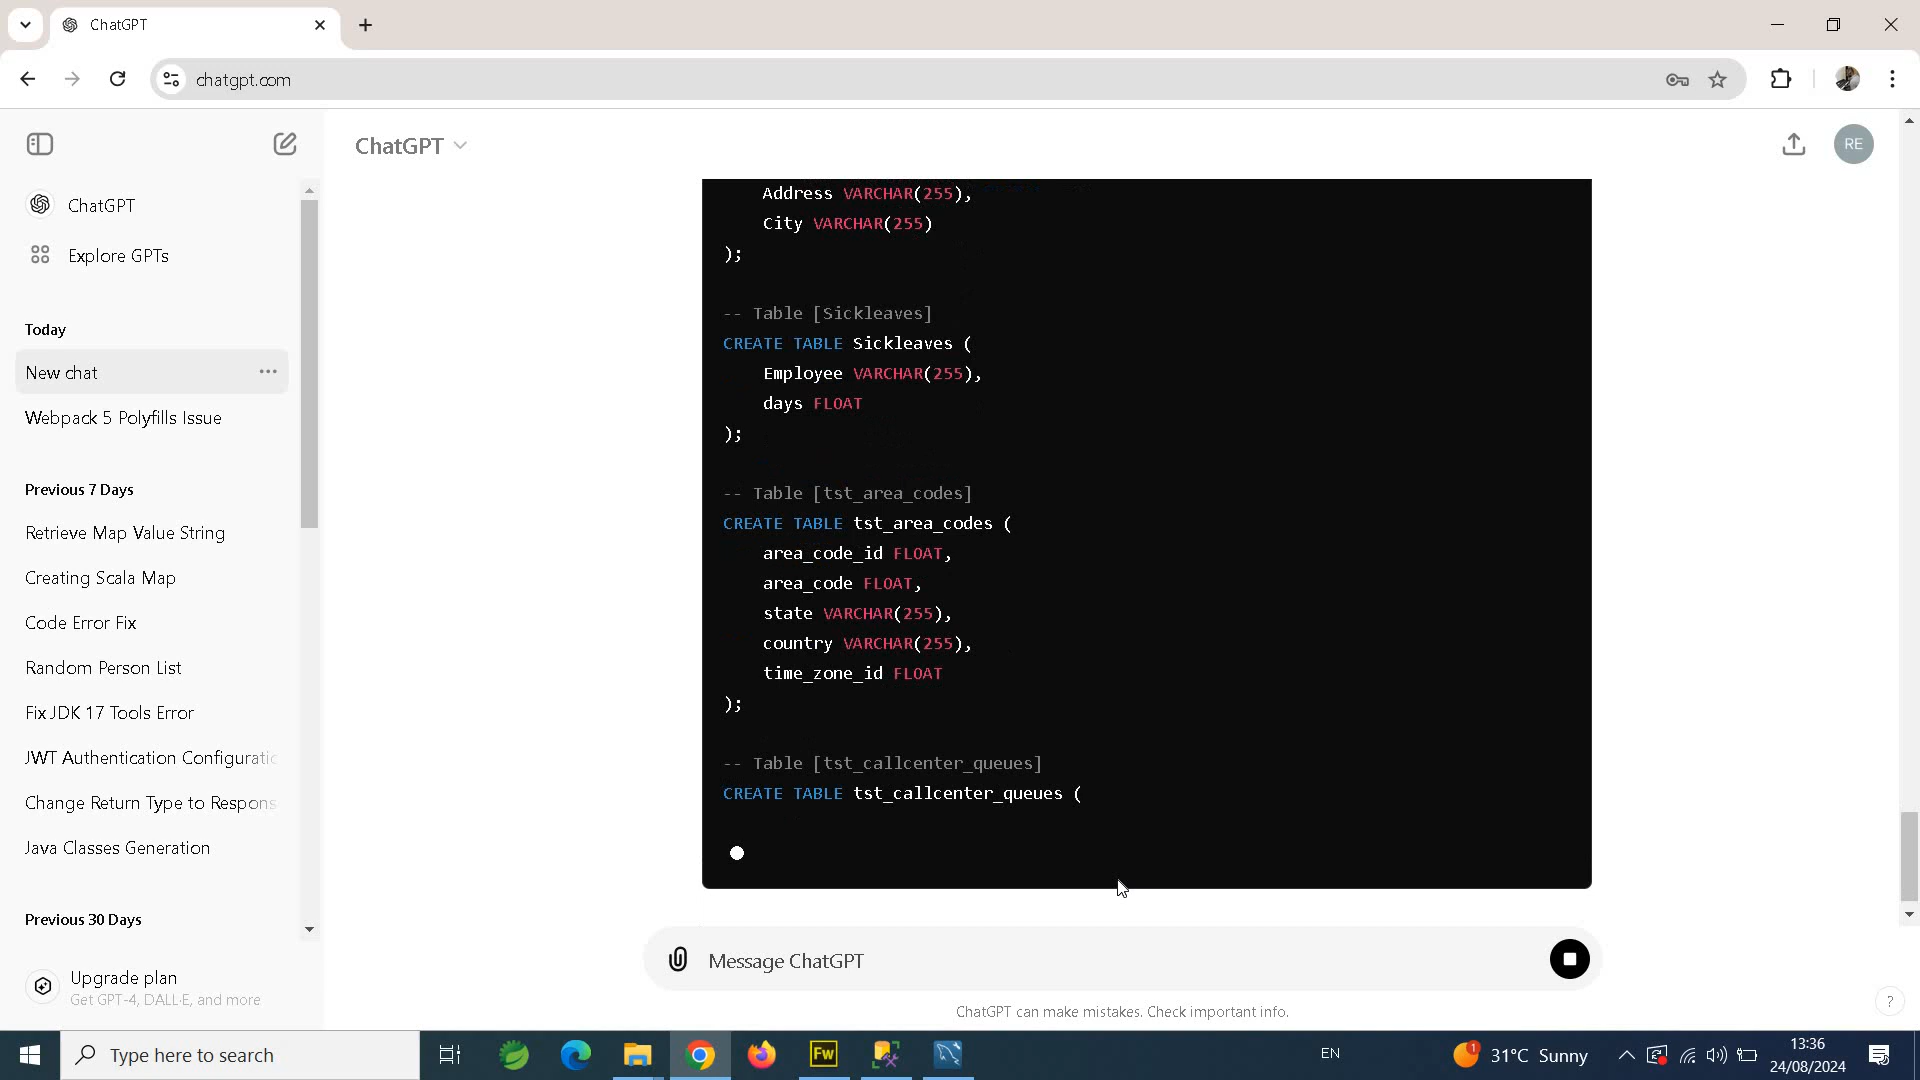 ChatGPT
chatgpt.com
ChatGPT
RE
ChatGPT
Explore GPTs
Today
New chat
Webpack 5 Polyfills Issue
Previous 7 Days
Retrieve Map Value String
Creating Scala Map
Code Error Fix
Random Person List
Fix JDK 17 Tools Error
JWT Authentication Configuratic
Change Return Type to Respons
Java Classes Generation
Previous 30 Days
Upgrade plan
Get GPT-4, DALL·E, and more
Address VARCHAR(255),
City VARCHAR(255)
);
-- Table [Sickleaves]
CREATE TABLE Sickleaves (
Employee VARCHAR(255),
days FLOAT
);
-- Table [tst_area_codes]
CREATE TABLE tst_area_codes (
area_code_id FLOAT,
area_code FLOAT,
state VARCHAR(255),
country VARCHAR(255),
time_zone_id FLOAT
);
-- Table [tst_callcenter_queues]
CREATE TABLE tst_callcenter_queues (
Message ChatGPT
ChatGPT can make mistakes. Check important info.
?
Type here to search
Fw
EN
1
31°C Sunny
13:36
24/08/2024